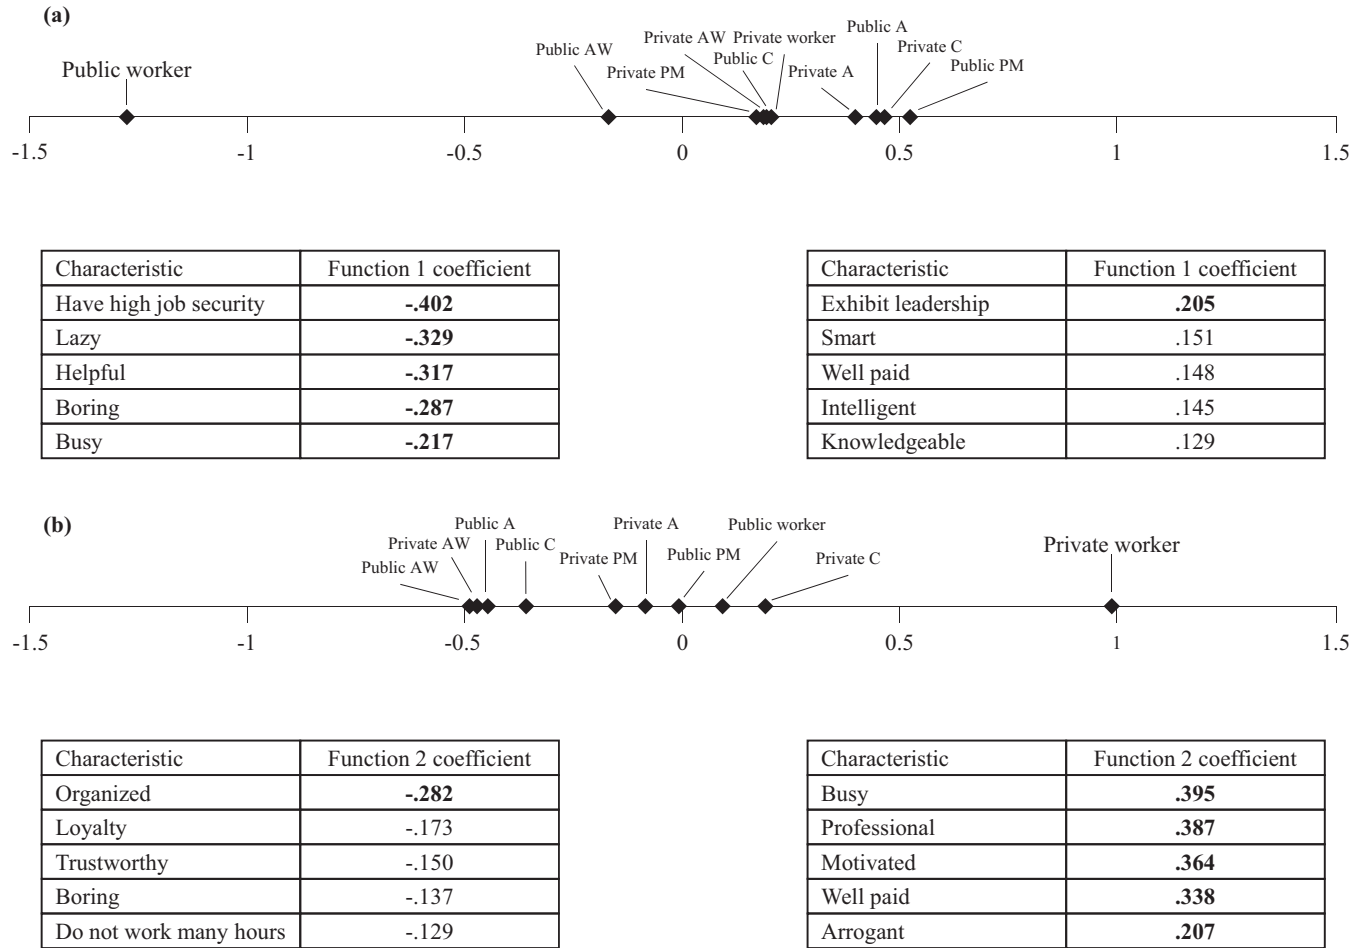 (a)
Public A
Public AW
Private AW
Private worker
Private C
Public worker
Public C
Private PM
Private A
Public PM
-1.5
-1
-0.5
0
0.5
1
1.5
Characteristic Function 1 coefficient
Have high job security -.402
Lazy -.329
Helpful -.317
Boring -.287
Busy -.217
Characteristic Function 1 coefficient
Exhibit leadership .205
Smart .151
Well paid .148
Intelligent .145
Knowledgeable .129
(b)
Public A
Private A
Public worker
Private AW
Public C
Private worker
Public AW
Private PM
Public PM
Private C
-1.5
-1
-0.5
0
0.5
1
1.5
Characteristic Function 2 coefficient
Organized -.282
Loyalty -.173
Trustworthy -.150
Boring -.137
Do not work many hours -.129
Characteristic Function 2 coefficient
Busy .395
Professional .387
Motivated .364
Well paid .338
Arrogant .207